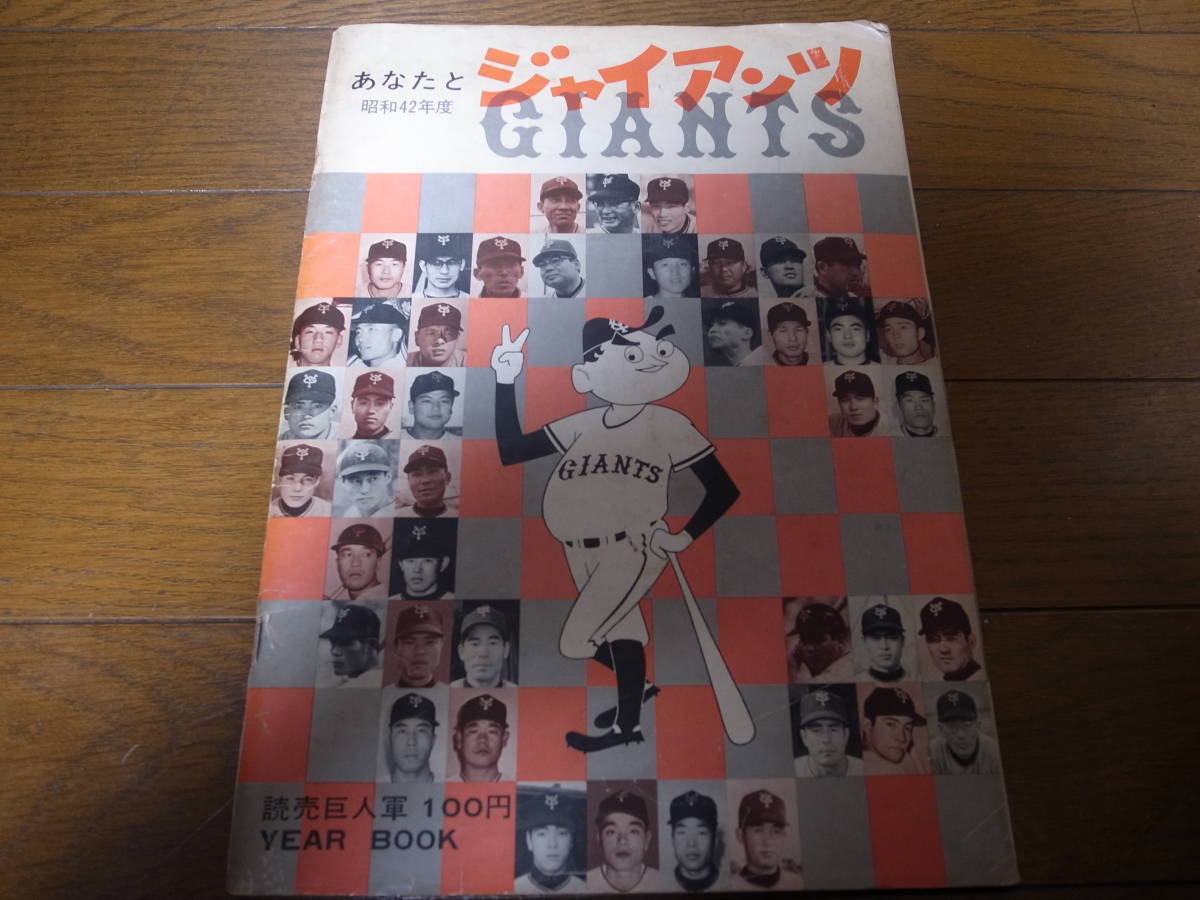 あなたと
ジャイアンツ
昭和42年度
GIANTS
GIANTS
読売巨人軍 100円
YEAR BOOK